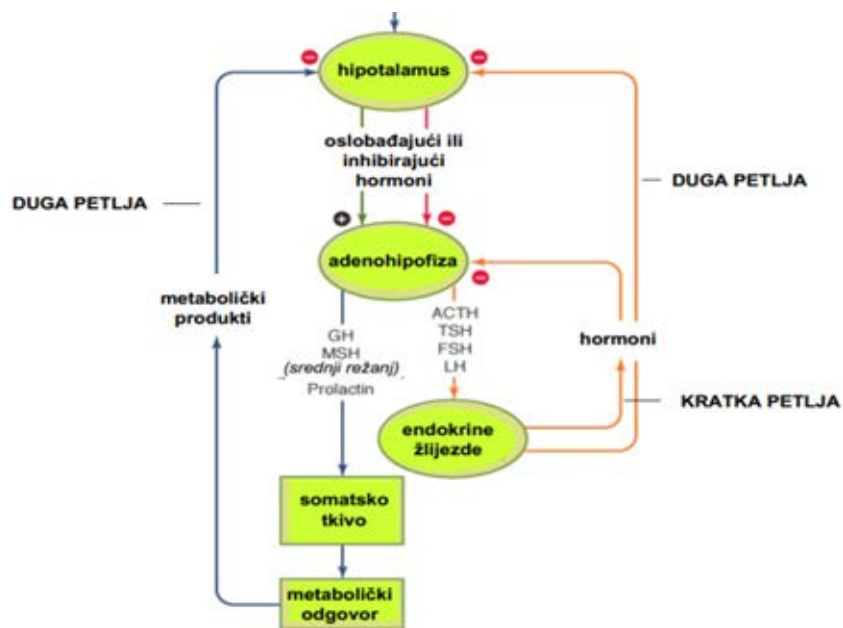 hipotalamus
oslobađajući ili
inhibirajući
hormoni
DUGA PETLJA
DUGA PETLJA
adenohipofiza
metabolički
produkti
GH
MSH
(srednji režanj)
Prolactin
ACTH
TSH
FSH
LH
hormoni
KRATKA PETLJA
endokrine
žlijezde
somatsko
tkivo
metabolički
odgovor